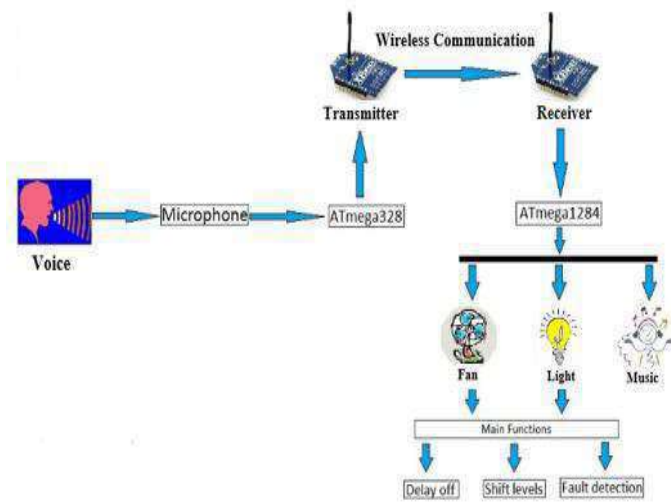 Wireless Communication
Transmitter
Receiver
Microphone
ATmega328
ATmega1284
Voice
Fan
Light
Music
Main Functions
Delay off
Shift levels
Fault detection